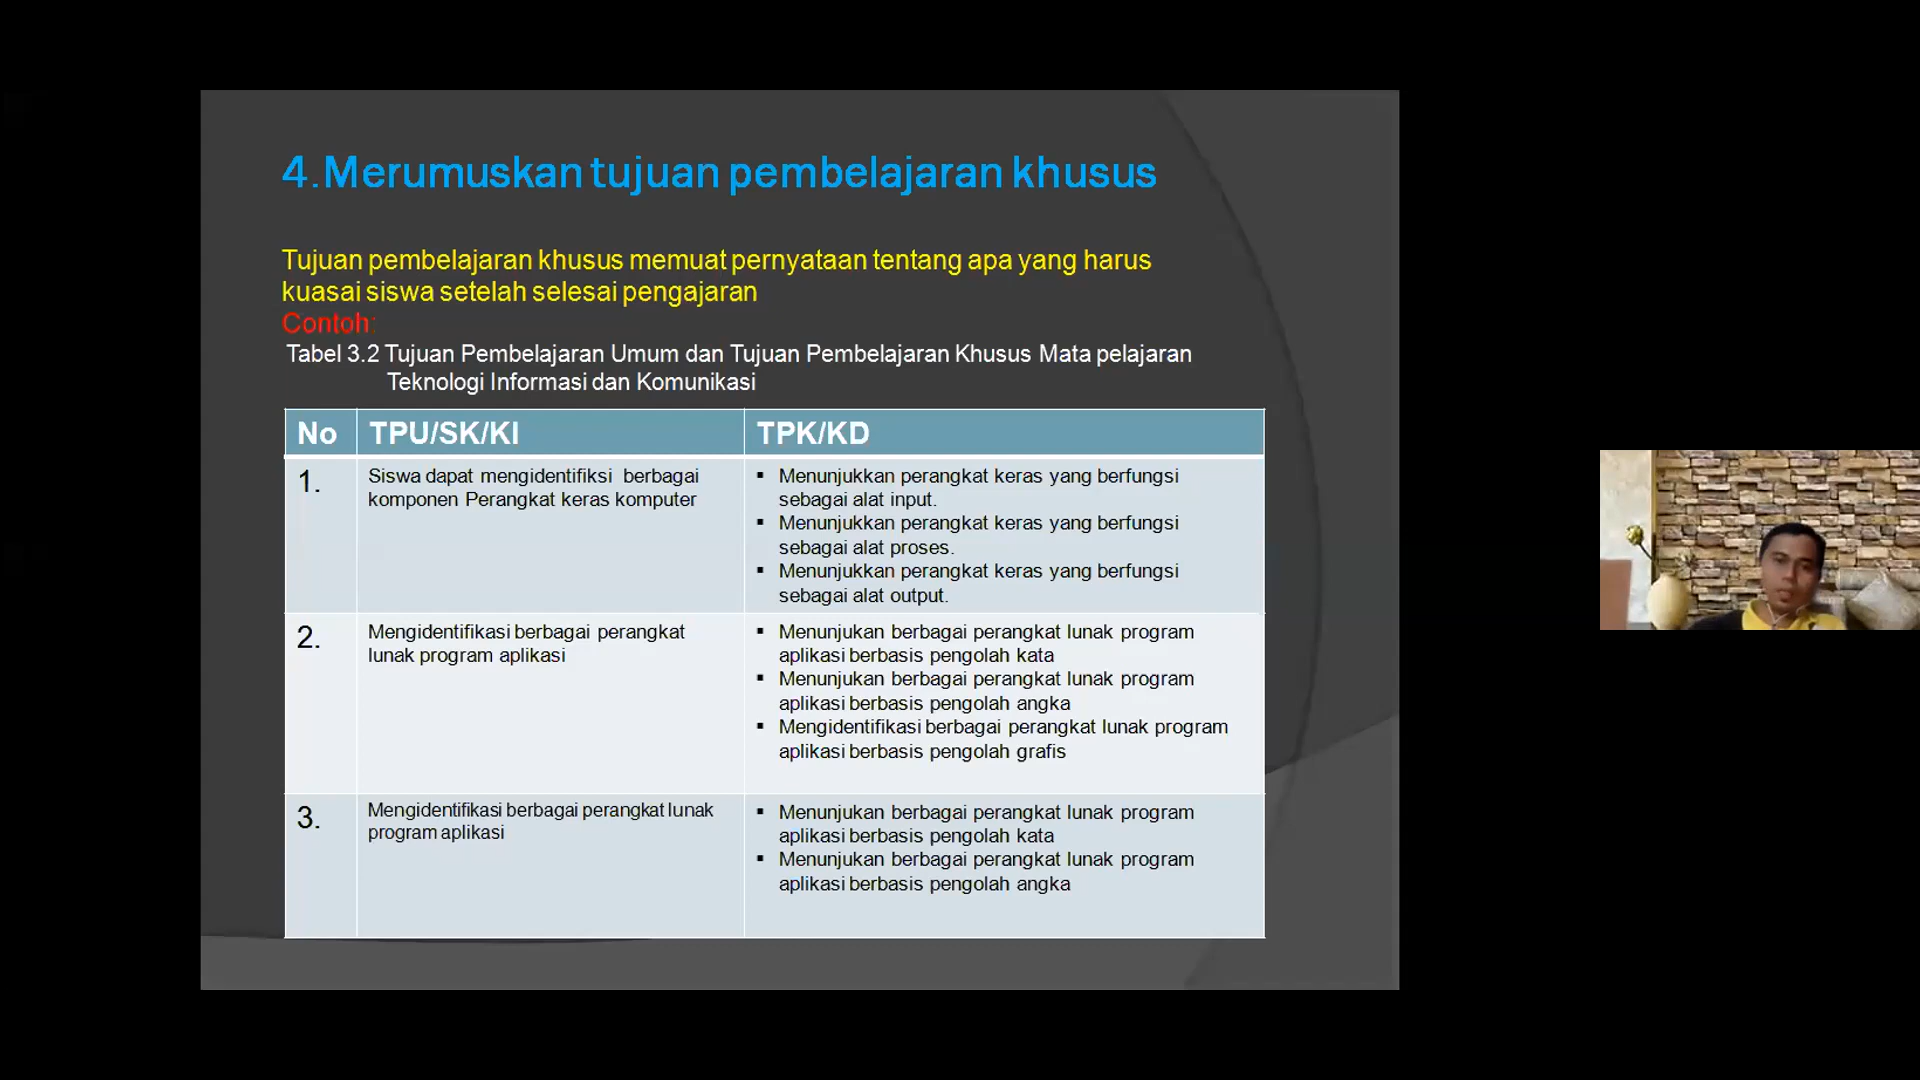 4.Merumuskan tujuan pembelajaran khusus
Tujuan pembelajaran khusus memuat pernyataan tentang apa yang harus
kuasai siswa setelah selesai pengajaran
Contoh:
Tabel 3.2 Tujuan Pembelajaran Umum dan Tujuan Pembelajaran Khusus Mata pelajaran
Teknologi Informasi dan Komunikasi
No TPU/SK/KI TPK/KD
1.
Siswa dapat mengidentifiksi berbagai
komponen Perangkat keras komputer
▪ Menunjukkan perangkat keras yang berfungsi
sebagai alat input.
▪ Menunjukkan perangkat keras yang berfungsi
sebagai alat proses.
▪ Menunjukkan perangkat keras yang berfungsi
sebagai alat output.
2.
Mengidentifikasi berbagai perangkat
lunak program aplikasi
▪ Menunjukan berbagai perangkat lunak program
aplikasi berbasis pengolah kata
▪ Menunjukan berbagai perangkat lunak program
aplikasi berbasis pengolah angka
▪ Mengidentifikasi berbagai perangkat lunak program
aplikasi berbasis pengolah grafis
3.
Mengidentifikasi berbagai perangkat lunak
program aplikasi
▪ Menunjukan berbagai perangkat lunak program
aplikasi berbasis pengolah kata
▪ Menunjukan berbagai perangkat lunak program
aplikasi berbasis pengolah angka